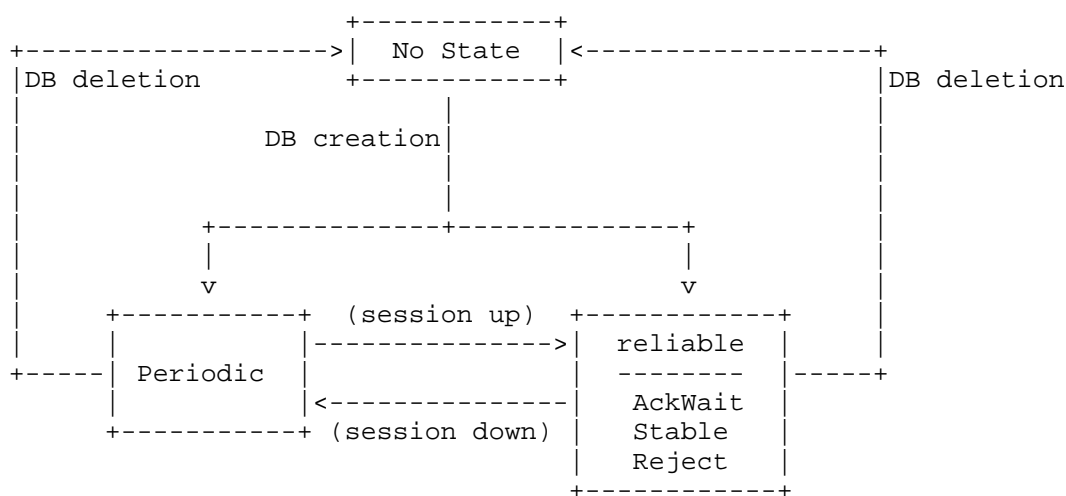 No State
DB deletion
DB deletion
DB creation
(session up)
reliable
--------
Periodic
AckWait
(session down)
Stable
Reject